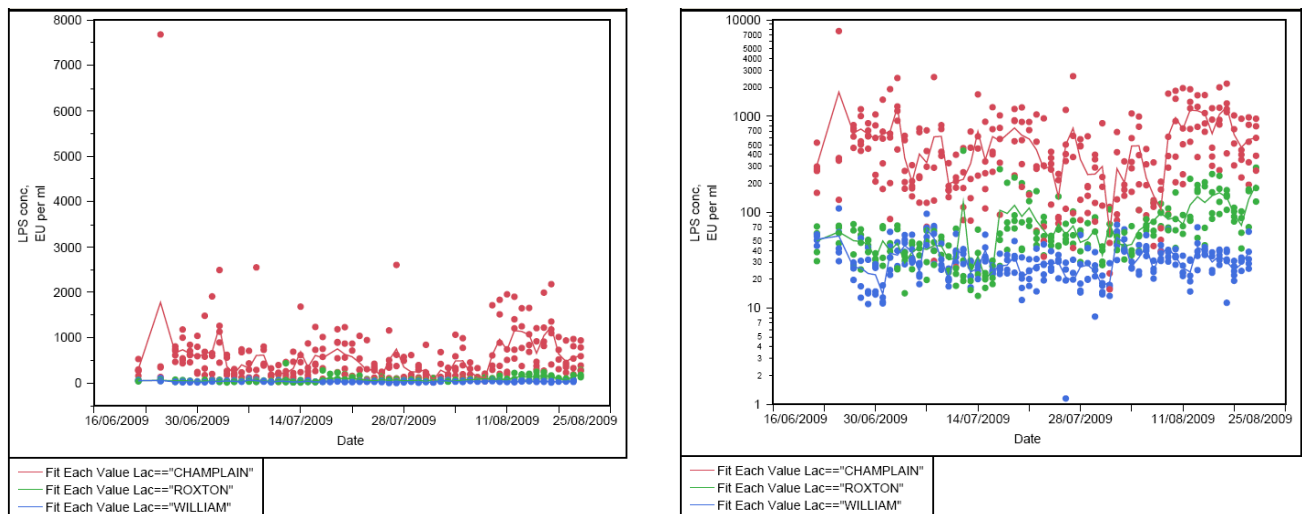 8000
7000
6000
5000
4000
3000
2000
1000
0
LPS conc,
EU per ml
16/06/2009 30/06/2009 14/07/2009 28/07/2009 11/08/2009 25/08/2009
Date
Fit Each Value Lac=="CHAMPLAIN"
Fit Each Value Lac=="ROXTON"
Fit Each Value Lac=="WILLIAM"
10000
7000
5000
4000
3000
2000
1000
700
500
400
300
200
100
70
50
40
30
20
10
7
5
4
3
2
1
LPS conc,
EU per ml
16/06/2009 30/06/2009 14/07/2009 28/07/2009 11/08/2009 25/08/2009
Date
Fit Each Value Lac=="CHAMPLAIN"
Fit Each Value Lac=="ROXTON"
Fit Each Value Lac=="WILLIAM"